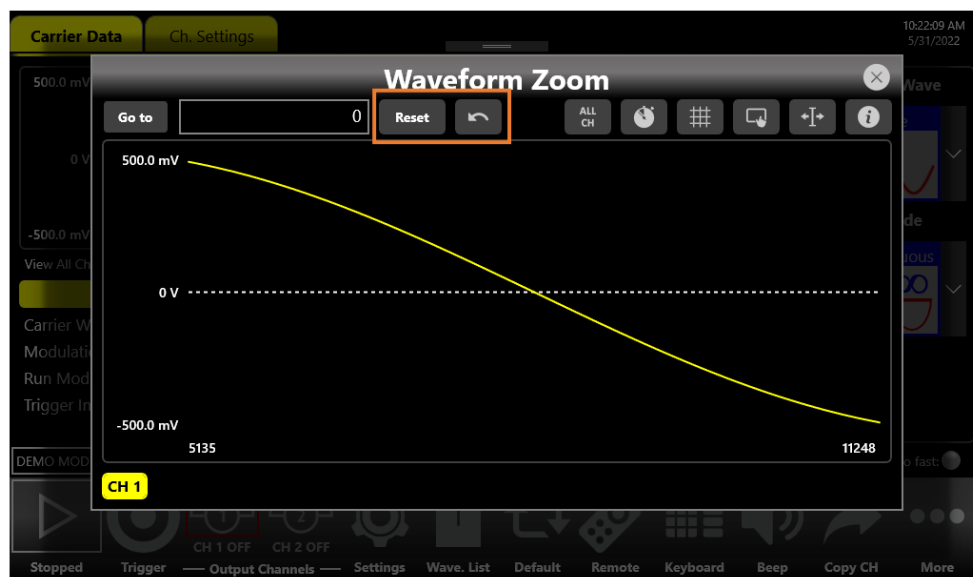 Carrier Data
Ch. Settings
10:22:09 AM
5/31/2022
Waveform Zoom
500.0 mV
Wave
Go to
0
Reset
ALL
CH
i
500.0 mV
0 V
0 V
-500.0 mV
View All Ch
Carrier W
Modulati
Run Mod
Trigger In
-500.0 mV
5135
11248
DEMO MOD
o fast:
CH 1
CH 1 OFF
CH 2 OFF
Stopped
Trigger
Output Channels
Settings
Wave. List
Default
Remote
Keyboard
Beep
Copy CH
More